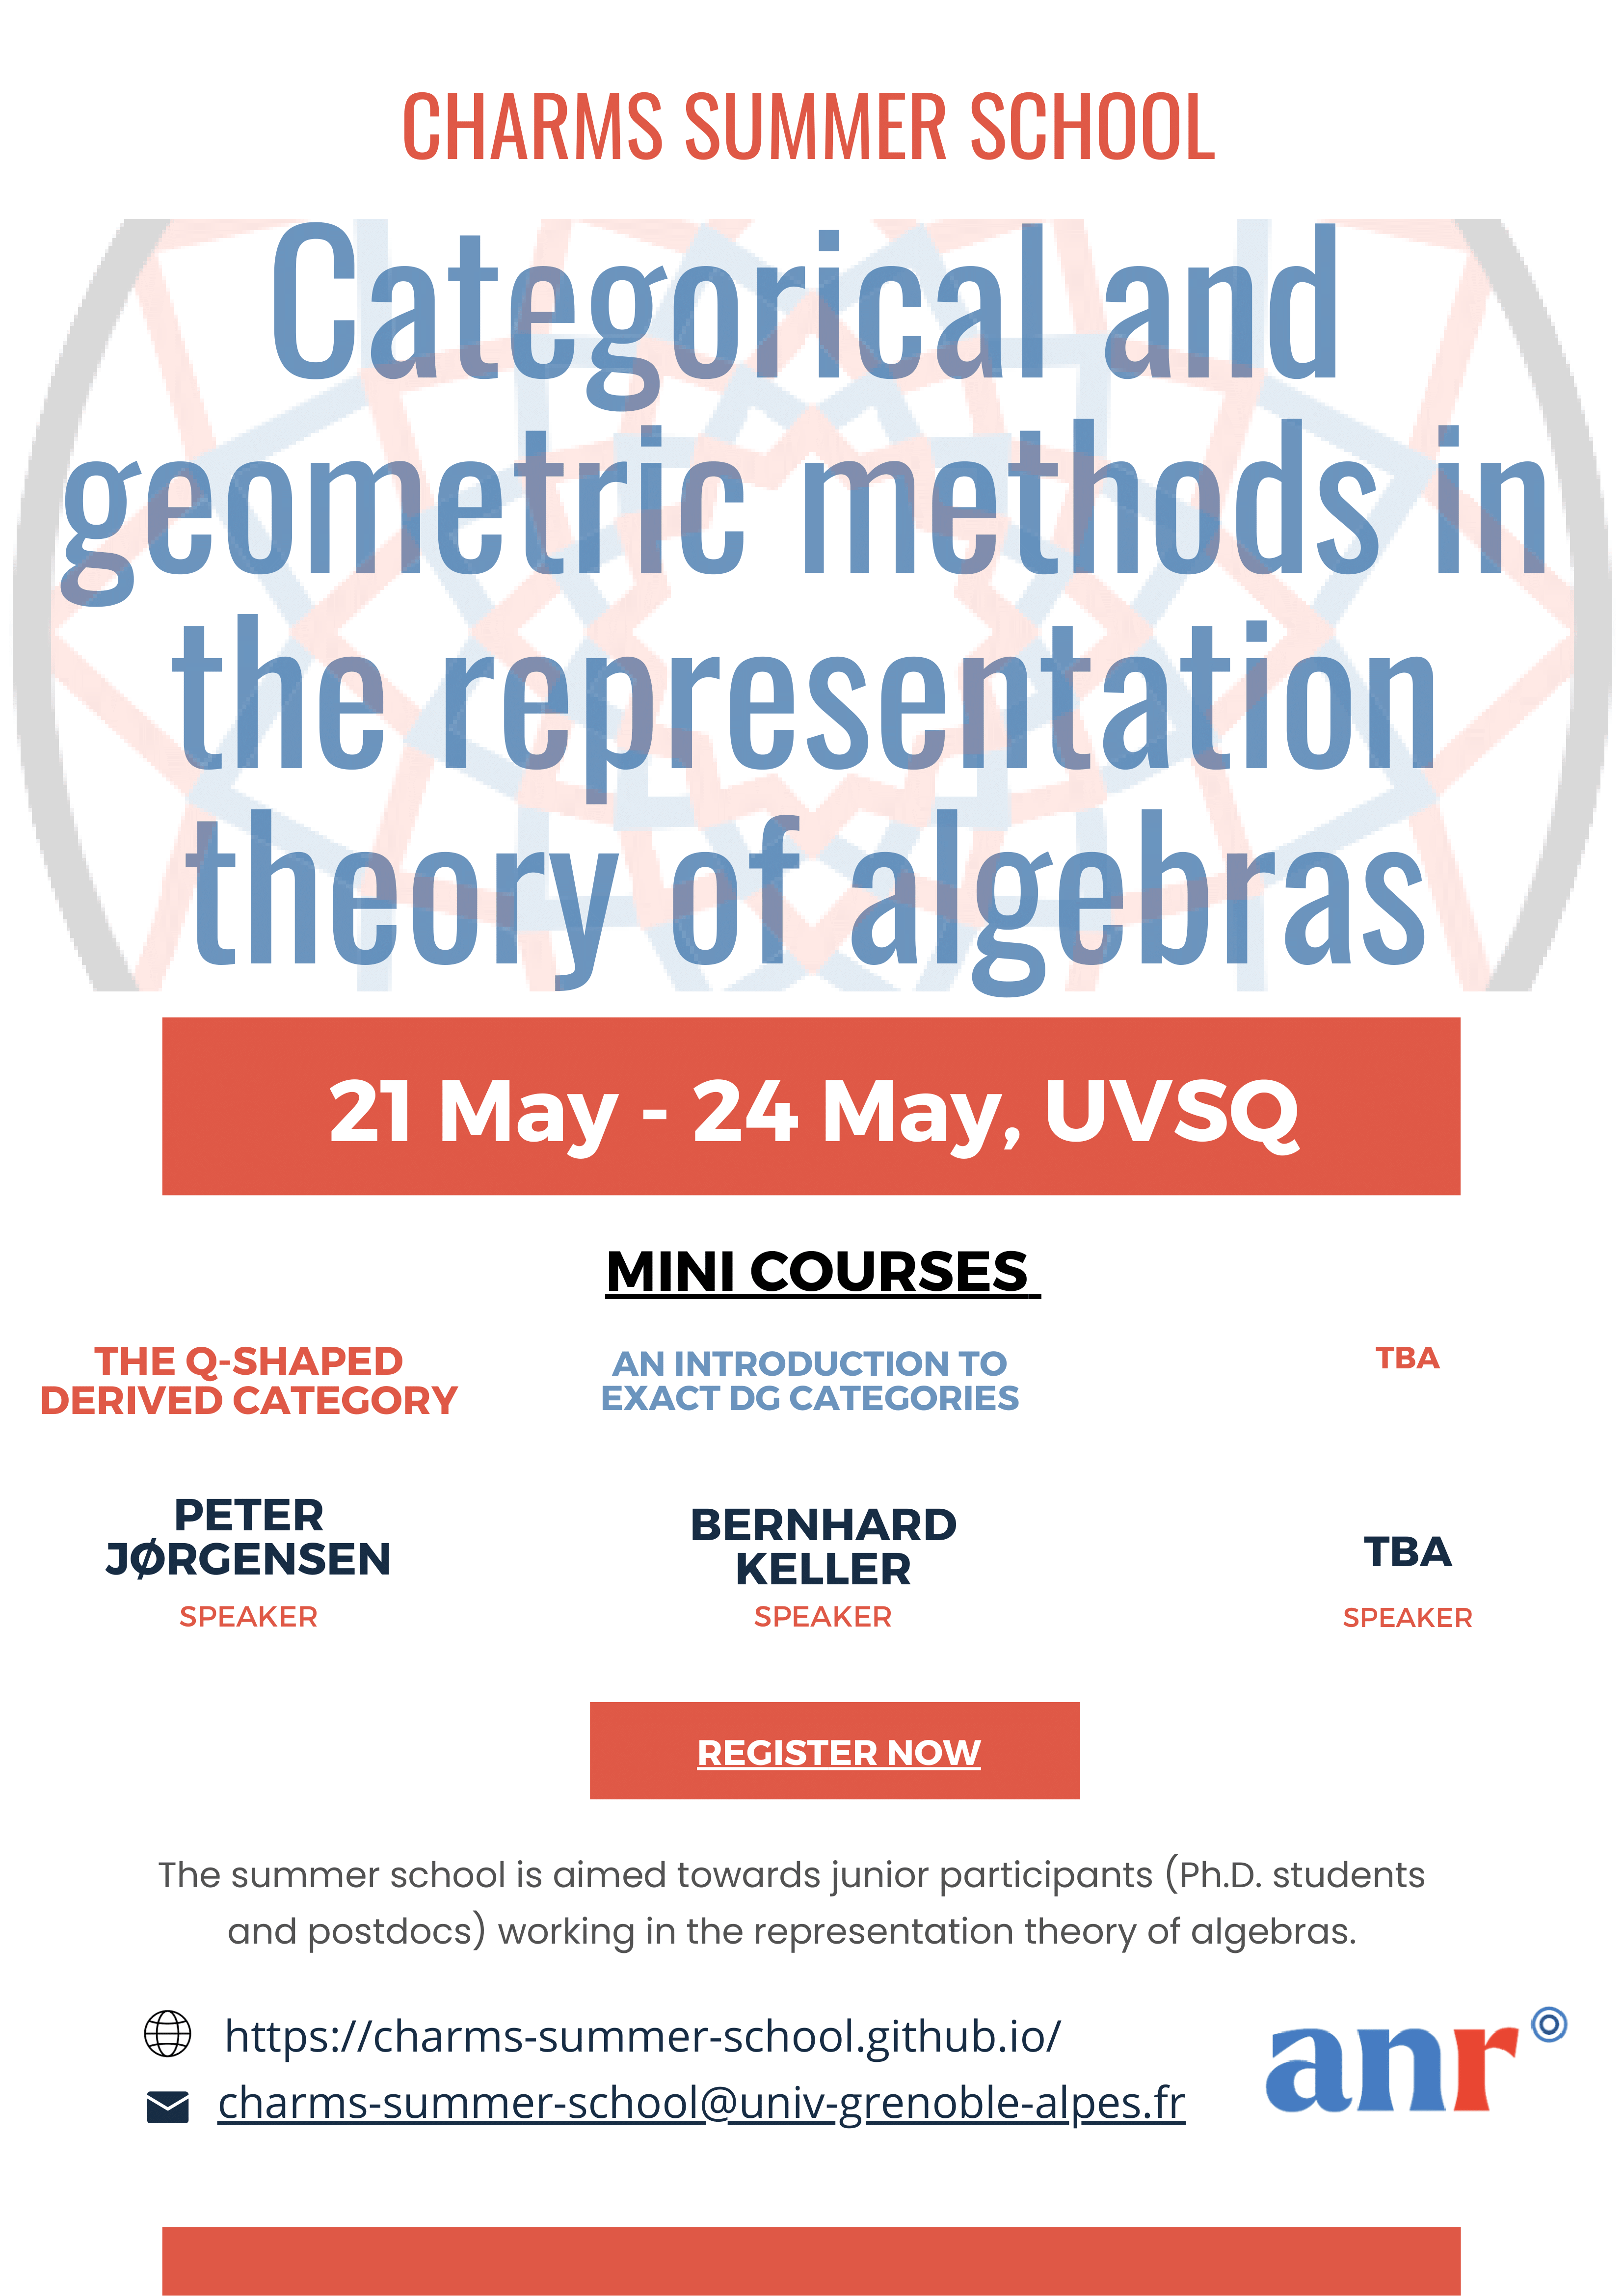 CHARMS SUMMER SCHOOL
Categorical and
geometric methods in
the representation
theory of algebras
21 May - 24 May, UVSQ
MINI COURSES
THE Q-SHAPED
DERIVED CATEGORY
PETER
JØRGENSEN
SPEAKER
AN INTRODUCTION TO
EXACT DG CATEGORIES
BERNHARD
KELLER
SPEAKER
TBA
TBA
SPEAKER
REGISTER NOW
The summer school is aimed towards junior participants (Ph.D. students
and postdocs) working in the representation theory of algebras.
https://charms-summer-school.github.io/
charms-summer-school@univ-grenoble-alpes.fr
anr